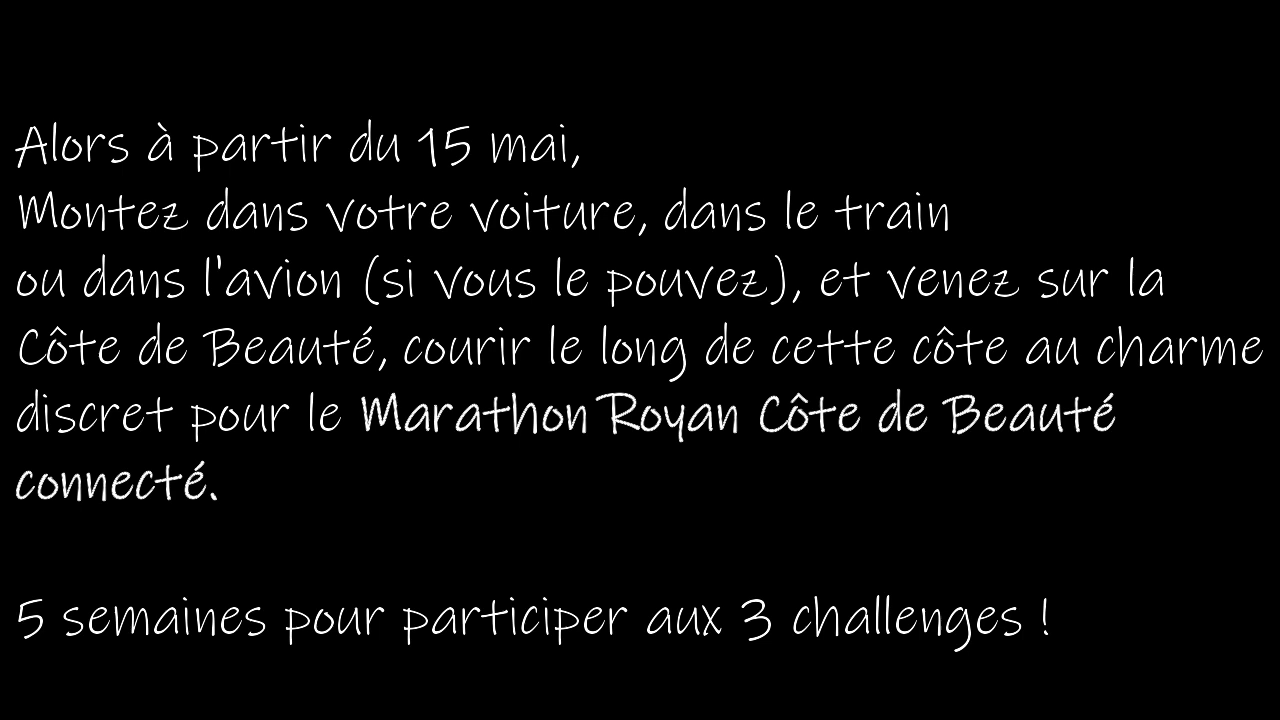 Alors à partir du 15 mai,
Montez dans votre voiture, dans le train
ou dans l'avion (si vous le pouvez), et venez sur la
Côte de Beauté, courir le long de cette côte au charme
discret pour le Marathon Royan Côte de Beauté
connecté.
5 semaines pour participer aux 3 challenges !